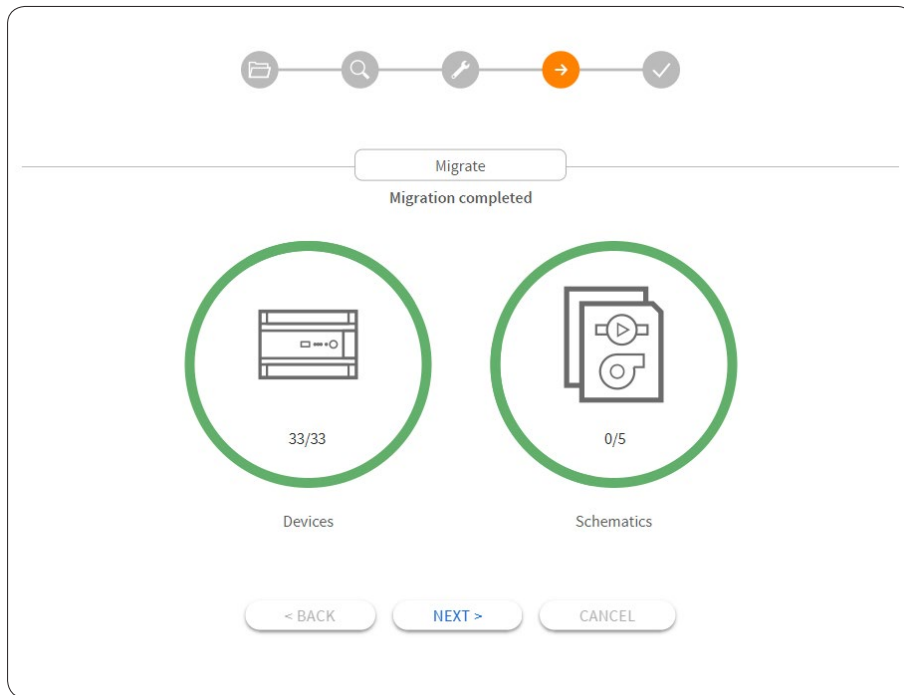 Migrate
Migration completed
33/33
0/5
Devices
Schematics
< BACK
NEXT >
CANCEL